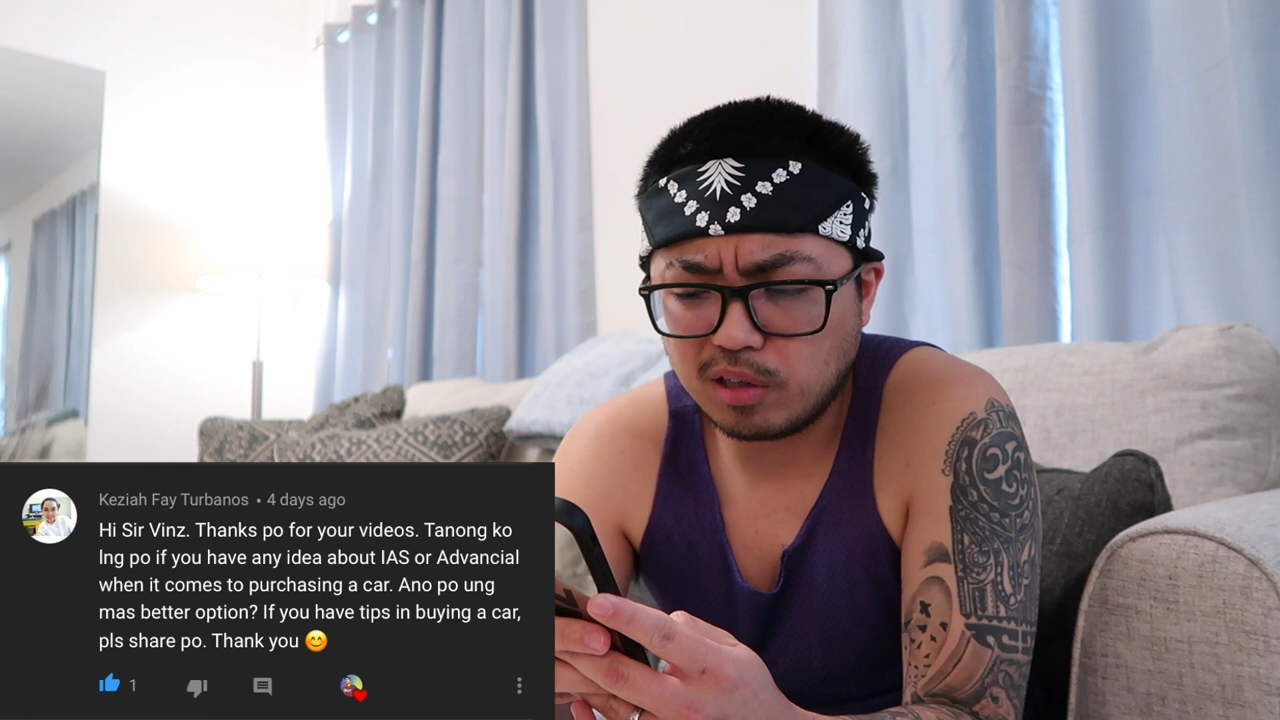 Keziah Fay Turbanos • 4 days ago
Hi Sir Vinz. Thanks po for your videos. Tanong ko
lng po if you have any idea about IAS or Advancial
when it comes to purchasing a car. Ano po ung
mas better option? If you have tips in buying a car,
pls share po. Thank you 😊
1